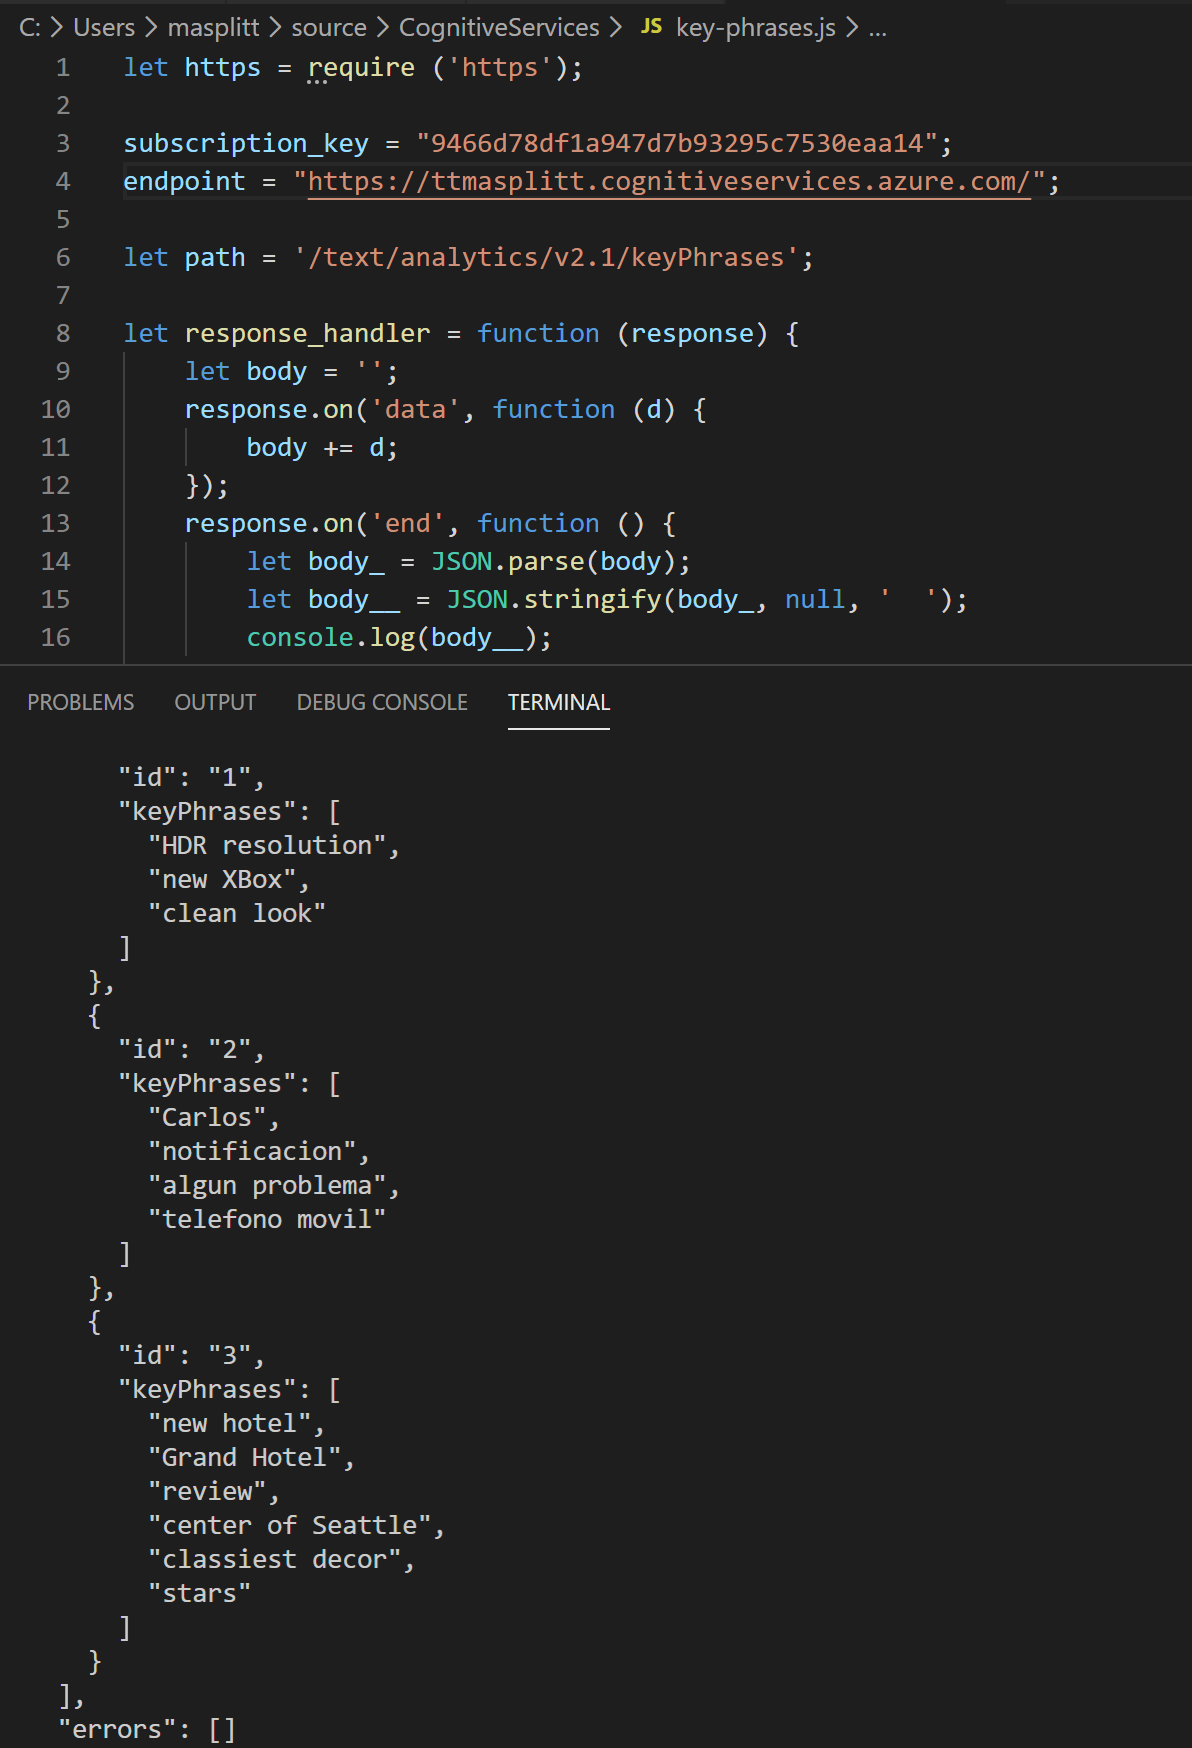 C: > Users > masplitt > source > CognitiveServices > JS key-phrases.js > ...
1 let https = require ('https');
2
3 subscription_key = "9466d78df1a947d7b93295c7530eaa14";
4 endpoint = "https://ttmasplitt.cognitiveservices.azure.com/";
5
6 let path = '/text/analytics/v2.1/keyPhrases';
7
8 let response_handler = function (response) {
9     let body = '';
10     response.on('data', function (d) {
11         body += d;
12     });
13     response.on('end', function () {
14         let body_ = JSON.parse(body);
15         let body__ = JSON.stringify(body_, null, '  ');
16         console.log(body__);
PROBLEMS OUTPUT DEBUG CONSOLE TERMINAL
      "id": "1",
      "keyPhrases": [
        "HDR resolution",
        "new XBox",
        "clean look"
      ]
    },
    {
      "id": "2",
      "keyPhrases": [
        "Carlos",
        "notificacion",
        "algun problema",
        "telefono movil"
      ]
    },
    {
      "id": "3",
      "keyPhrases": [
        "new hotel",
        "Grand Hotel",
        "review",
        "center of Seattle",
        "classiest decor",
        "stars"
      ]
    }
  ],
  "errors": []